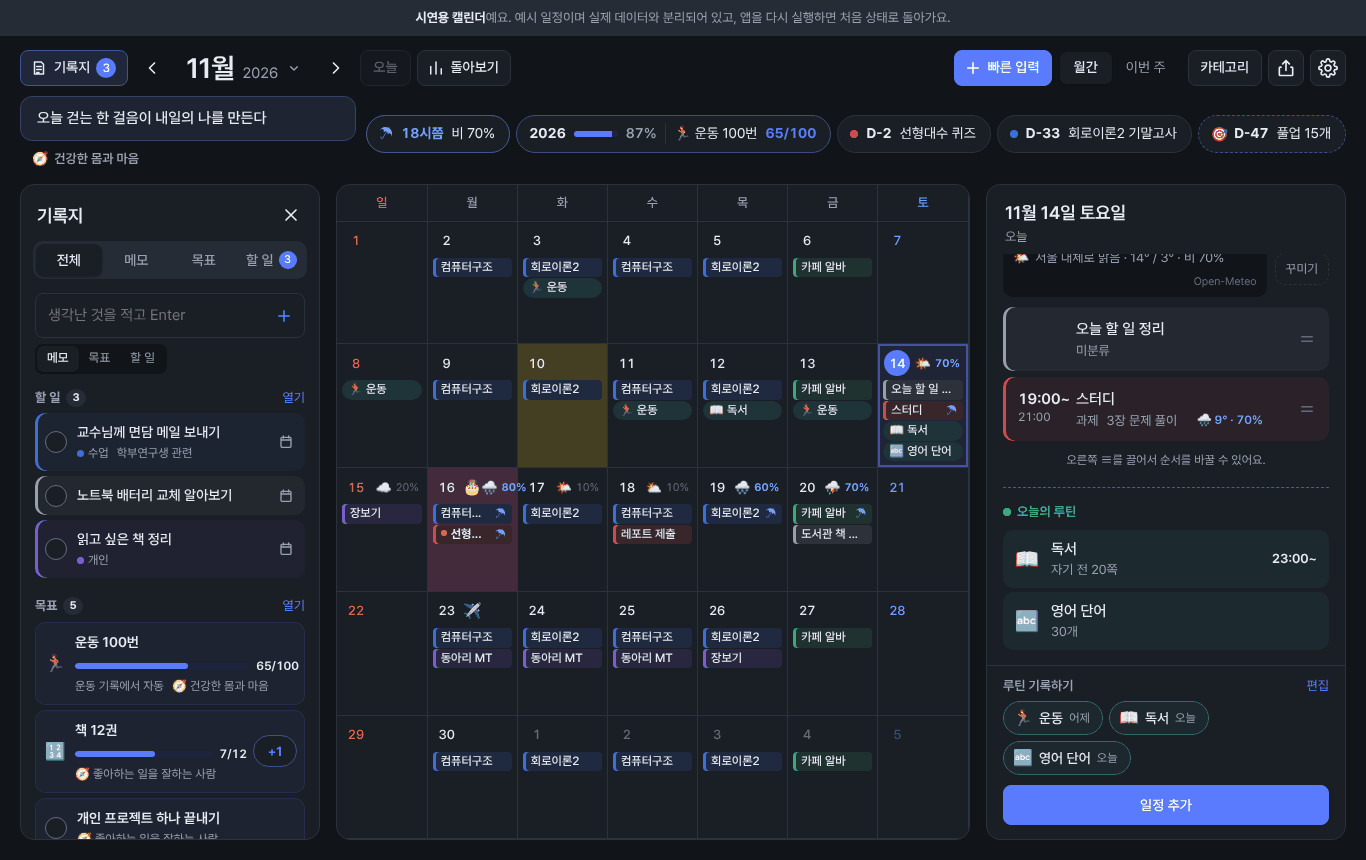 시연용 캘린더예요. 예시 일정이며 실제 데이터와 분리되어 있고, 앱을 다시 실행하면 처음 상태로 돌아가요.
기록지 3
11월 2026
오늘
돌아보기
빠른 입력
월간
이번 주
카테고리
오늘 걷는 한 걸음이 내일의 나를 만든다
건강한 몸과 마음
18시쯤 비 70%
2026 87% 운동 100번 65/100
D-2 선형대수 퀴즈
D-33 회로이론2 기말고사
D-47 풀업 15개
기록지
전체 메모 목표 할 일 3
생각난 것을 적고 Enter
메모 목표 할 일
할 일 3 열기
교수님께 면담 메일 보내기
수업 학부연구생 관련
노트북 배터리 교체 알아보기
읽고 싶은 책 정리
개인
목표 5 열기
운동 100번
65/100
운동 기록에서 자동 건강한 몸과 마음
책 12권
7/12 +1
좋아하는 일을 잘하는 사람
개인 프로젝트 하나 끝내기
좋아하는 일을 잘하는 사람
일 월 화 수 목 금 토
1 2 3 4 5 6 7
컴퓨터구조 회로이론2 컴퓨터구조 회로이론2 카페 알바
운동
8 9 10 11 12 13 14 70%
운동 컴퓨터구조 회로이론2 컴퓨터구조 회로이론2 카페 알바 오늘 할 일 ...
운동 독서 운동 스터디
독서
abc 영어 단어
15 20% 16 80% 17 10% 18 10% 19 60% 20 70% 21
장보기 컴퓨터... 회로이론2 컴퓨터구조 회로이론2 카페 알바
선형... 레포트 제출 도서관 책 ...
22 23 24 25 26 27 28
컴퓨터구조 회로이론2 컴퓨터구조 회로이론2 카페 알바
동아리 MT 동아리 MT 동아리 MT 장보기
29 30 1 2 3 4 5
컴퓨터구조 회로이론2 컴퓨터구조 회로이론2 카페 알바
11월 14일 토요일
오늘
서울 대체로 맑음 · 14° / 3° · 비 70%
Open-Meteo
꾸미기
오늘 할 일 정리
미분류
19:00~ 스터디
21:00 과제 3장 문제 풀이 9° · 70%
오른쪽 ≡를 끌어서 순서를 바꿀 수 있어요.
오늘의 루틴
독서
자기 전 20쪽
23:00~
abc 영어 단어
30개
루틴 기록하기 편집
운동 어제
독서 오늘
abc 영어 단어 오늘
일정 추가